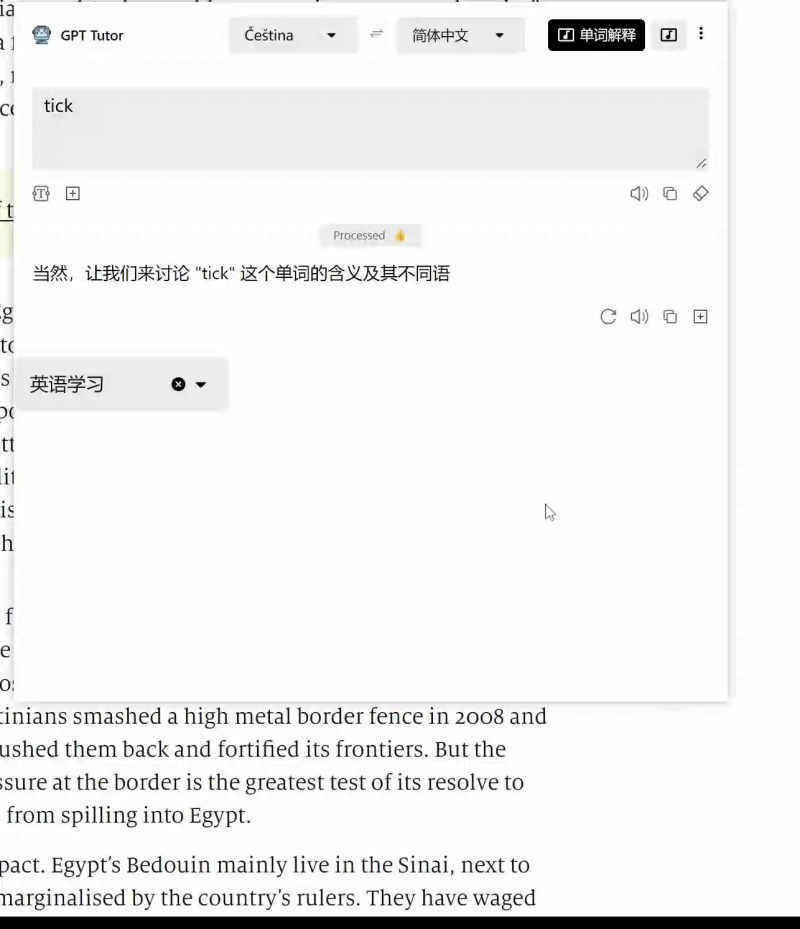 GPT Tutor
Čeština
简体中文
单词解释
tick
Processed 👍
当然，让我们来讨论 "tick" 这个单词的含义及其不同语
英语学习
tinians smashed a high metal border fence in 2008 and
ushed them back and fortified its frontiers. But the
ssure at the border is the greatest test of its resolve to
from spilling into Egypt.
pact. Egypt’s Bedouin mainly live in the Sinai, next to
marginalised by the country’s rulers. They have waged